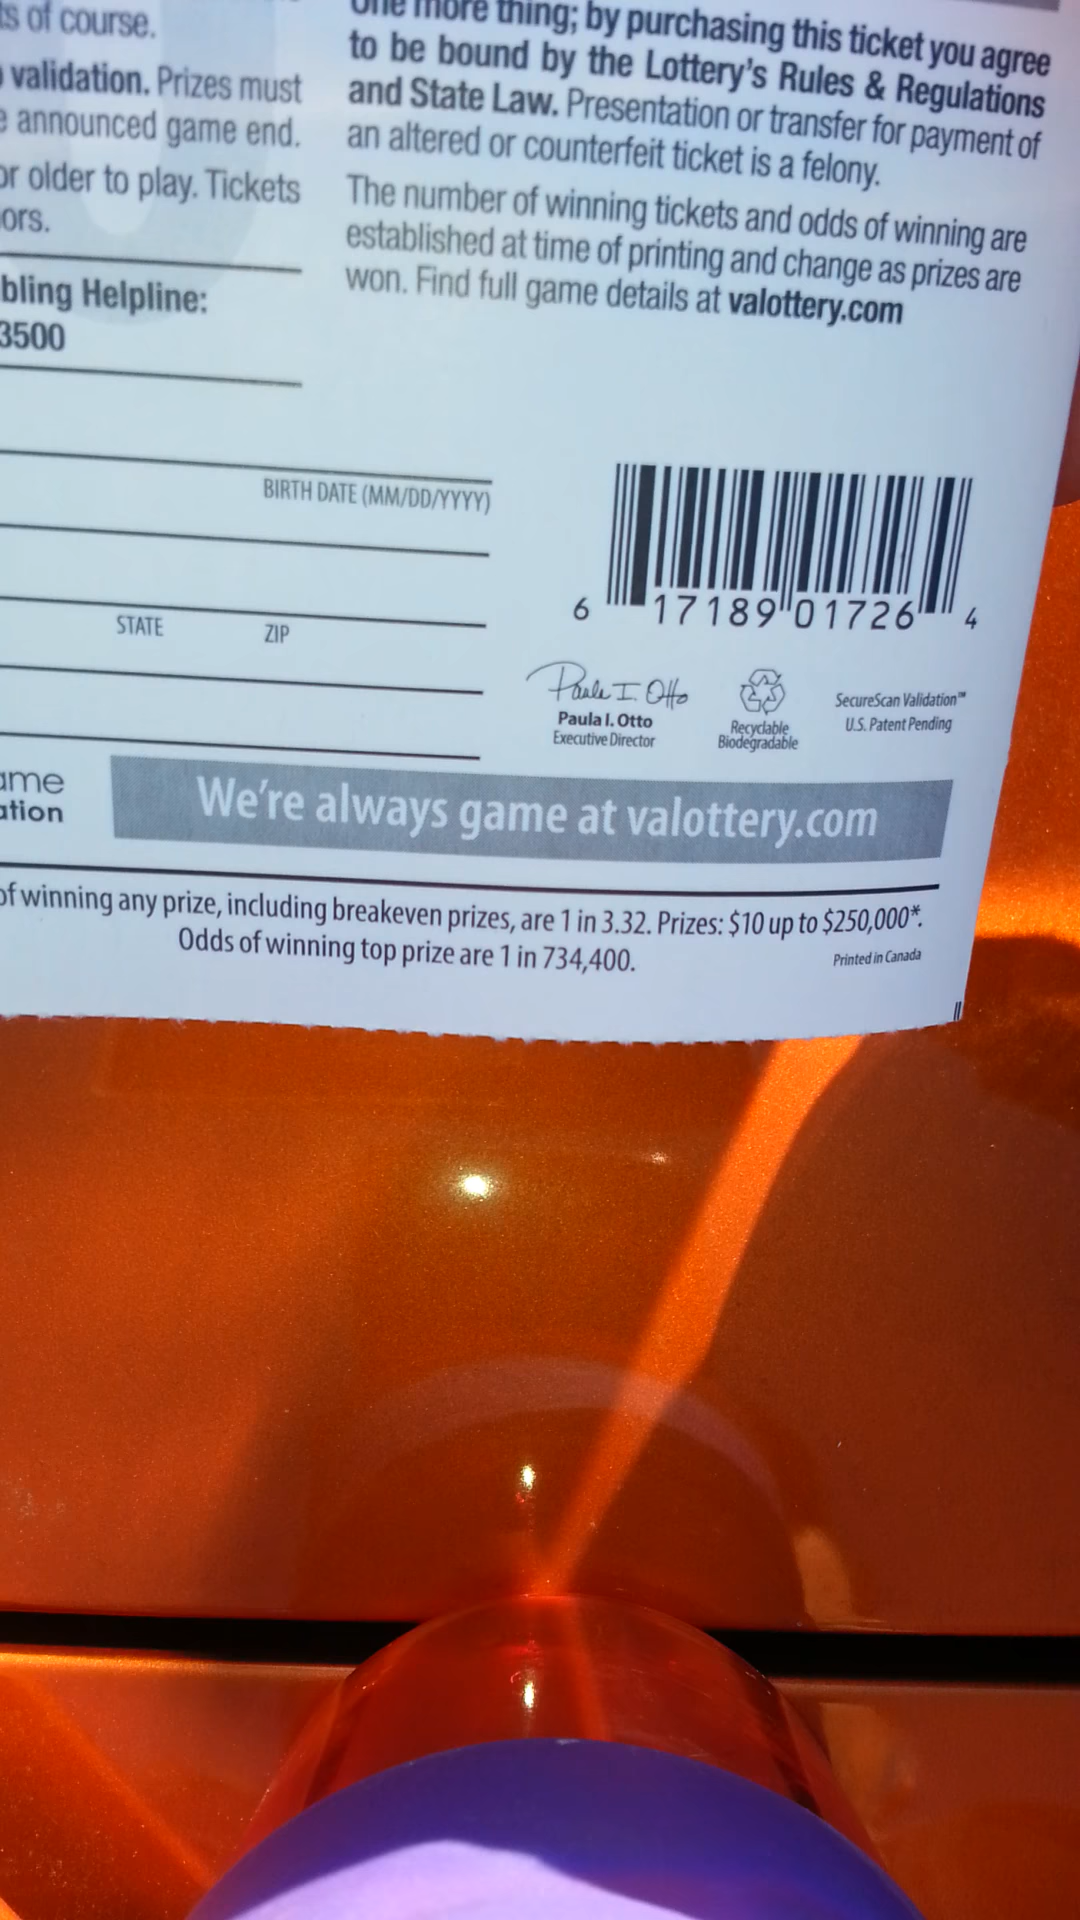 ts of course.
validation. Prizes must
e announced game end.
or older to play. Tickets
ors.
bling Helpline:
3500
One more thing; by purchasing this ticket you agree
to be bound by the Lottery's Rules & Regulations
and State Law. Presentation or transfer for payment of
an altered or counterfeit ticket is a felony.
The number of winning tickets and odds of winning are
established at time of printing and change as prizes are
won. Find full game details at valottery.com
BIRTH DATE (MM/DD/YYYY)
STATE ZIP
6 17189 01726 4
Paula I. Otto
Paula I. Otto
Executive Director
Recyclable
Biodegradable
SecureScan Validation™
U.S. Patent Pending
ame
ation
We're always game at valottery.com
of winning any prize, including breakeven prizes, are 1 in 3.32. Prizes: $10 up to $250,000*.
Odds of winning top prize are 1 in 734,400.
Printed in Canada